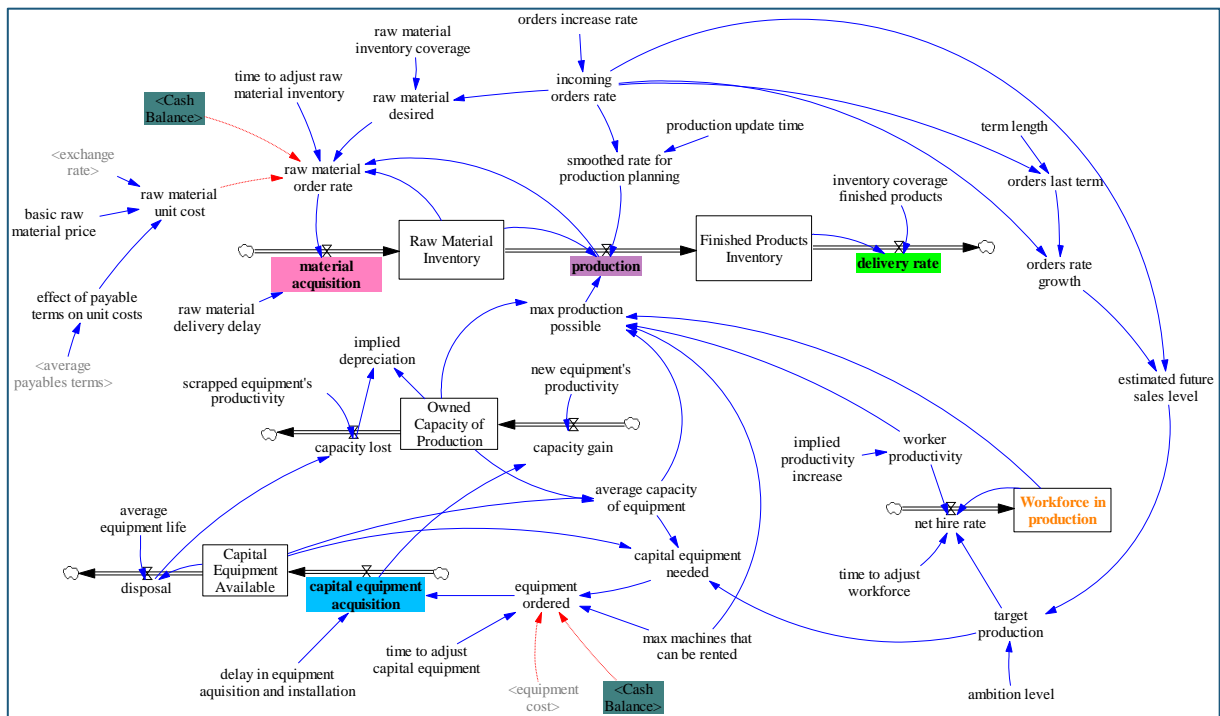 orders increase rate
raw material
inventory coverage
time to adjust raw
material inventory
<Cash
Balance>
raw material
desired
incoming
orders rate
production update time
term length
<exchange
rate>
raw material
order rate
smoothed rate for
production planning
orders last term
raw material
unit cost
inventory coverage
finished products
basic raw
material price
Raw Material
Inventory
Finished Products
Inventory
material
acquisition
production
delivery rate
orders rate
growth
effect of payable
terms on unit costs
raw material
delivery delay
max production
possible
<average
payables terms>
implied
depreciation
scrapped equipment's
productivity
new equipment's
productivity
estimated future
sales level
Owned
Capacity of
Production
capacity lost
capacity gain
implied
productivity
increase
worker
productivity
average capacity
of equipment
Workforce in
production
net hire rate
average
equipment life
Capital
Equipment
Available
disposal
capital equipment
acquisition
capital equipment
needed
equipment
ordered
time to adjust
workforce
target
production
time to adjust
capital equipment
max machines that
can be rented
delay in equipment
aquisition and installation
<equipment
cost>
<Cash
Balance>
ambition level